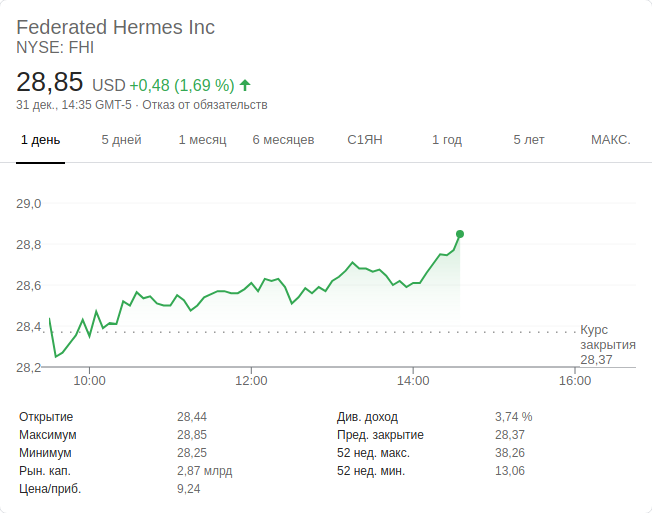 Federated Hermes Inc
NYSE: FHI
28,85 USD +0,48 (1,69 %)
31 дек., 14:35 GMT-5 · Отказ от обязательств
1 день 5 дней 1 месяц 6 месяцев С1ЯН 1 год 5 лет МАКС.
29,0
28,8
28,6
28,4
Курс
закрытия
28,37
28,2
10:00 12:00 14:00 16:00
Открытие 28,44 Див. доход 3,74 %
Максимум 28,85 Пред. закрытие 28,37
Минимум 28,25 52 нед. макс. 38,26
Рын. кап. 2,87 млрд 52 нед. мин. 13,06
Цена/приб. 9,24